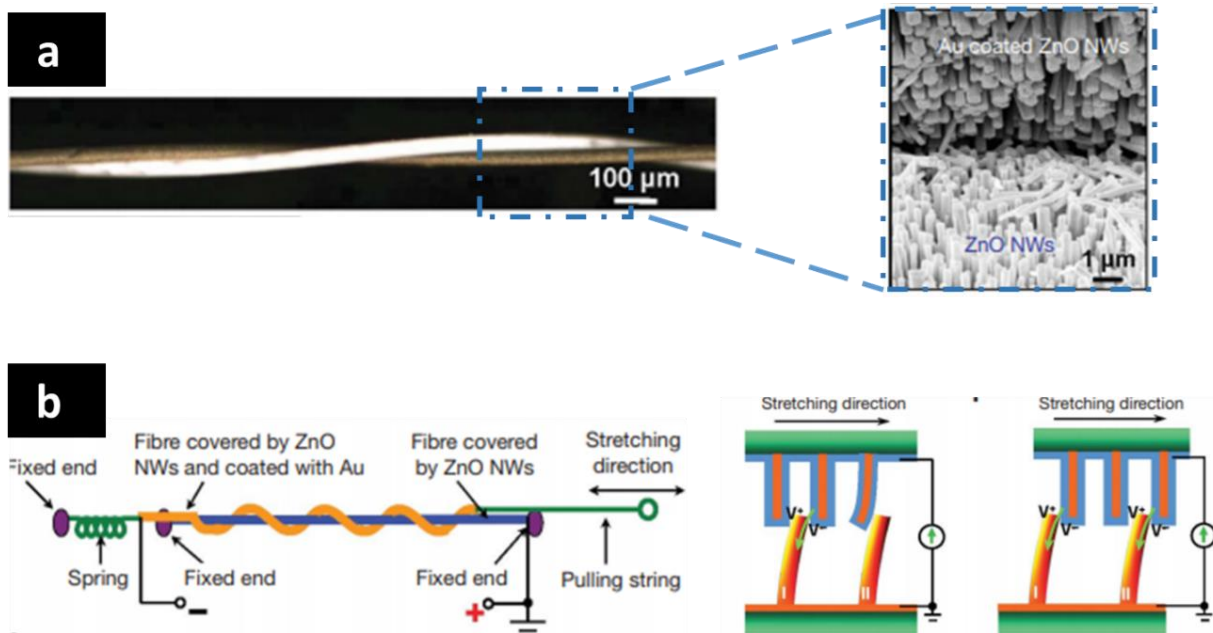 a
100 µm
Au coated ZnO NWs
ZnO NWs
1 µm
b
Fixed end
Fibre covered by ZnO
NWs and coated with Au
Fibre covered
by ZnO NWs
Stretching
direction
Spring
Fixed end
Fixed end
Pulling string
-
+
Stretching direction
V+
V-
I
II
Stretching direction
V+
V-
V+
V-
I
II